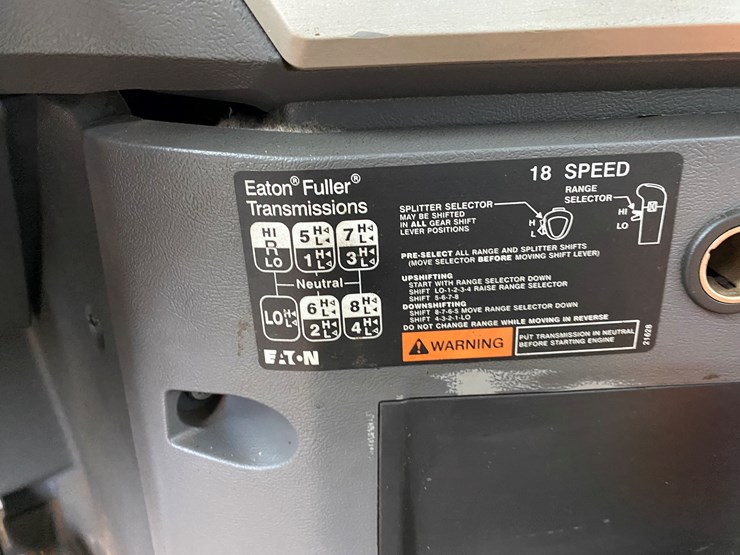 Eaton® Fuller®
Transmissions
18 SPEED
HI
R
LO
5 H L
7 H L
1 H L
3 H L
Neutral
LO H L
6 H L
8 H L
2 H L
4 H L
EATON
SPLITTER SELECTOR
MAY BE SHIFTED
IN ALL GEAR SHIFT
LEVER POSITIONS
H
L
RANGE
SELECTOR
HI
LO
PRE-SELECT ALL RANGE AND SPLITTER SHIFTS
(MOVE SELECTOR BEFORE MOVING SHIFT LEVER)
UPSHIFTING
START WITH RANGE SELECTOR DOWN
SHIFT LO-1-2-3-4 RAISE RANGE SELECTOR
SHIFT 5-6-7-8
DOWNSHIFTING
SHIFT 8-7-6-5 MOVE RANGE SELECTOR DOWN
SHIFT 4-3-2-1-LO
DO NOT CHANGE RANGE WHILE MOVING IN REVERSE
WARNING
PUT TRANSMISSION IN NEUTRAL
BEFORE STARTING ENGINE
21628